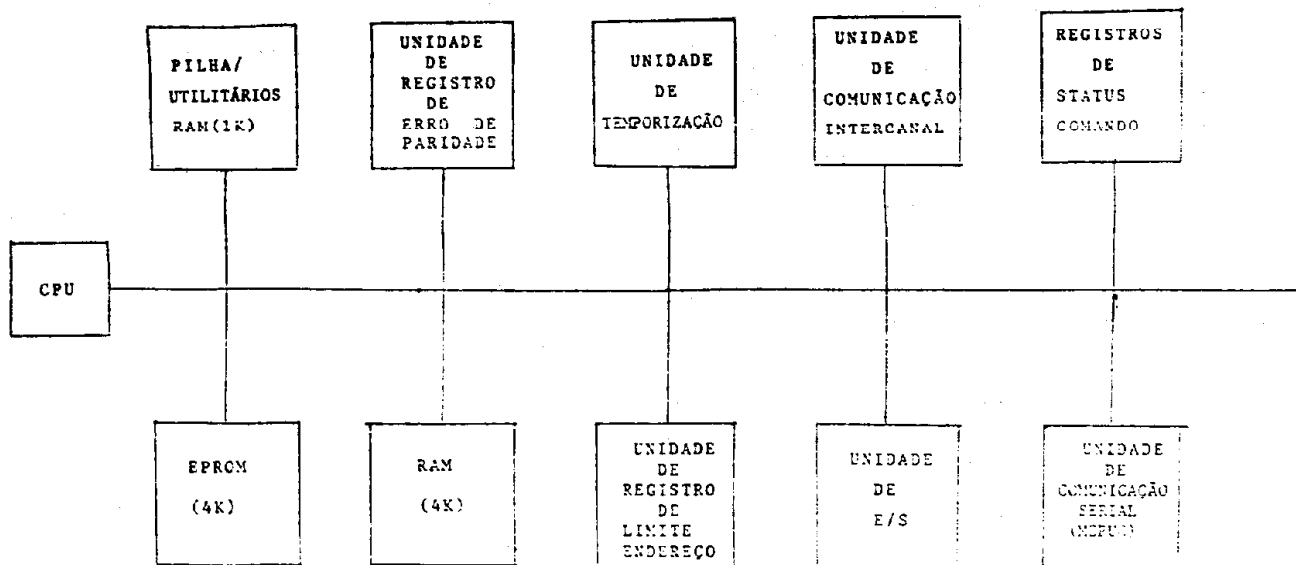 PILHA/
UTILITÁRIOS
RAM(1K)
UNIDADE
DE
REGISTRO
DE
ERRO DE
PARIDADE
UNIDADE
DE
TEMPORIZAÇÃO
UNIDADE
DE
COMUNICAÇÃO
INTERCANAL
REGISTROS
DE
STATUS
COMANDO
CPU
EPROM
(4K)
RAM
(4K)
UNIDADE
DE
REGISTRO
DE
LIMITE
ENDEREÇO
UNIDADE
DE
E/S
UNIDADE
DE
COMUNICAÇÃO
SERIAL